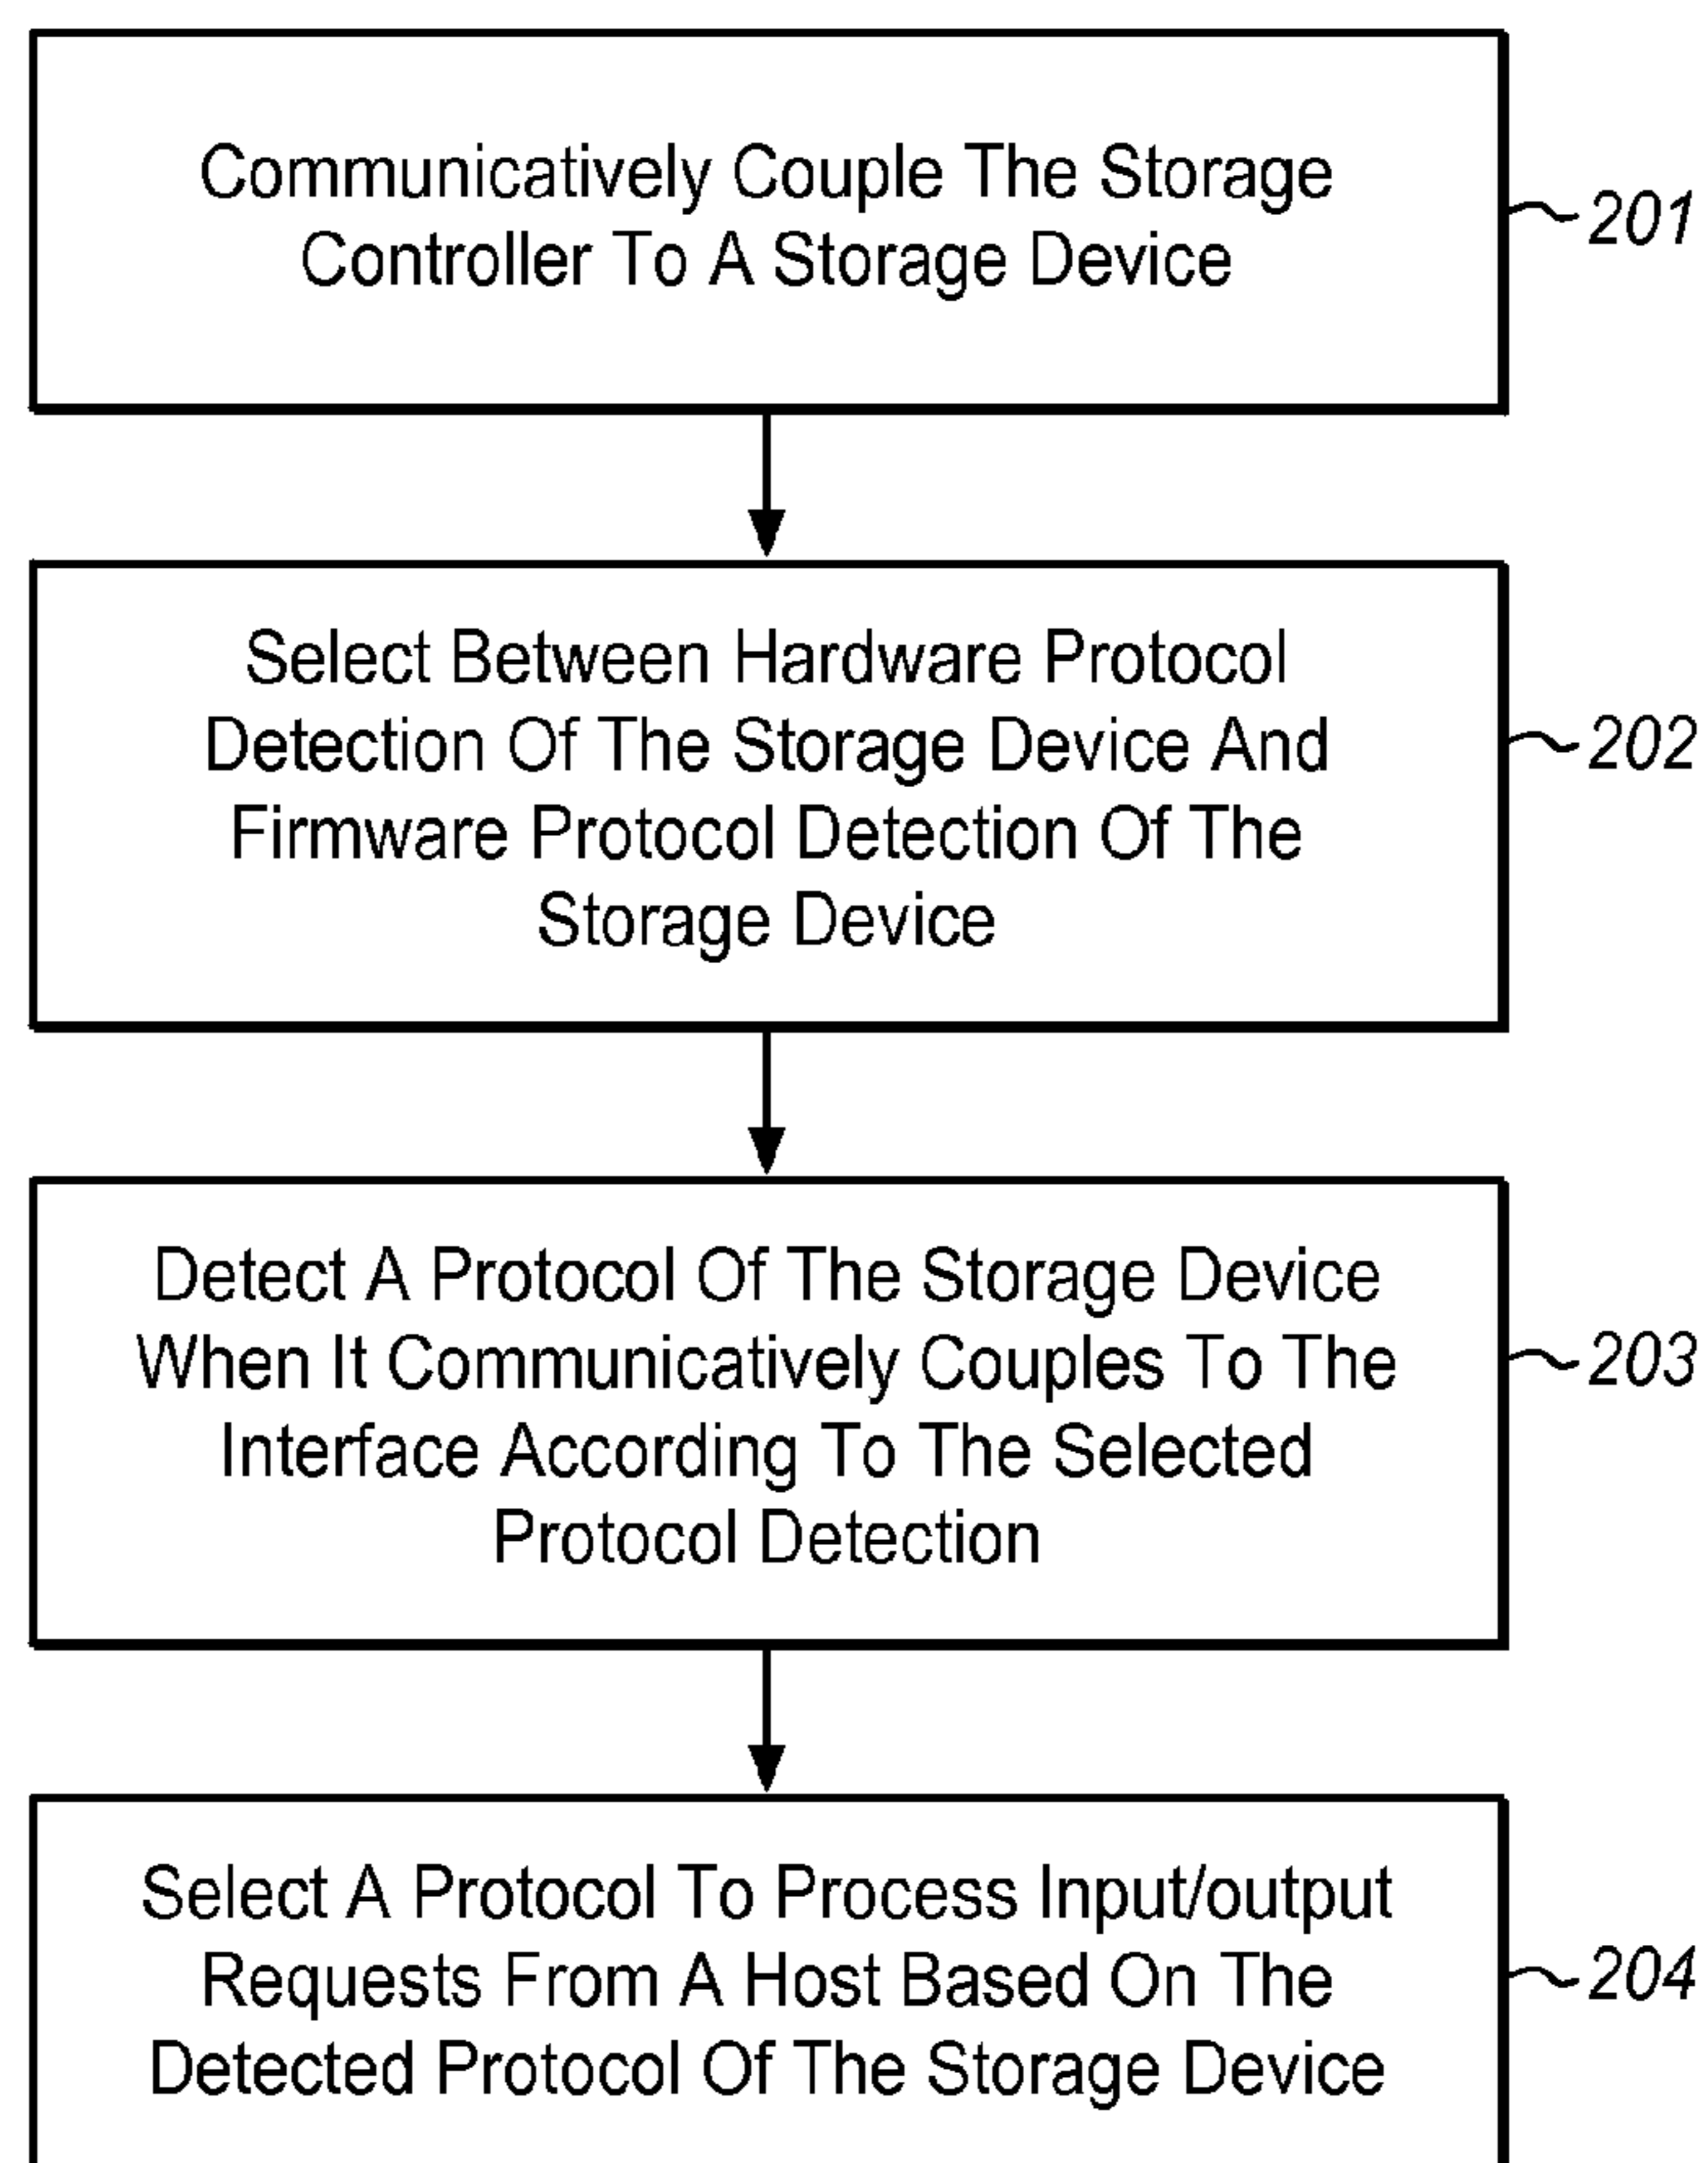 Communicatively Couple The Storage
Controller To A Storage Device
201
Select Between Hardware Protocol
Detection Of The Storage Device And
Firmware Protocol Detection Of The
Storage Device
202
Detect A Protocol Of The Storage Device
When It Communicatively Couples To The
Interface According To The Selected
Protocol Detection
203
Select A Protocol To Process Input/output
Requests From A Host Based On The
Detected Protocol Of The Storage Device
204